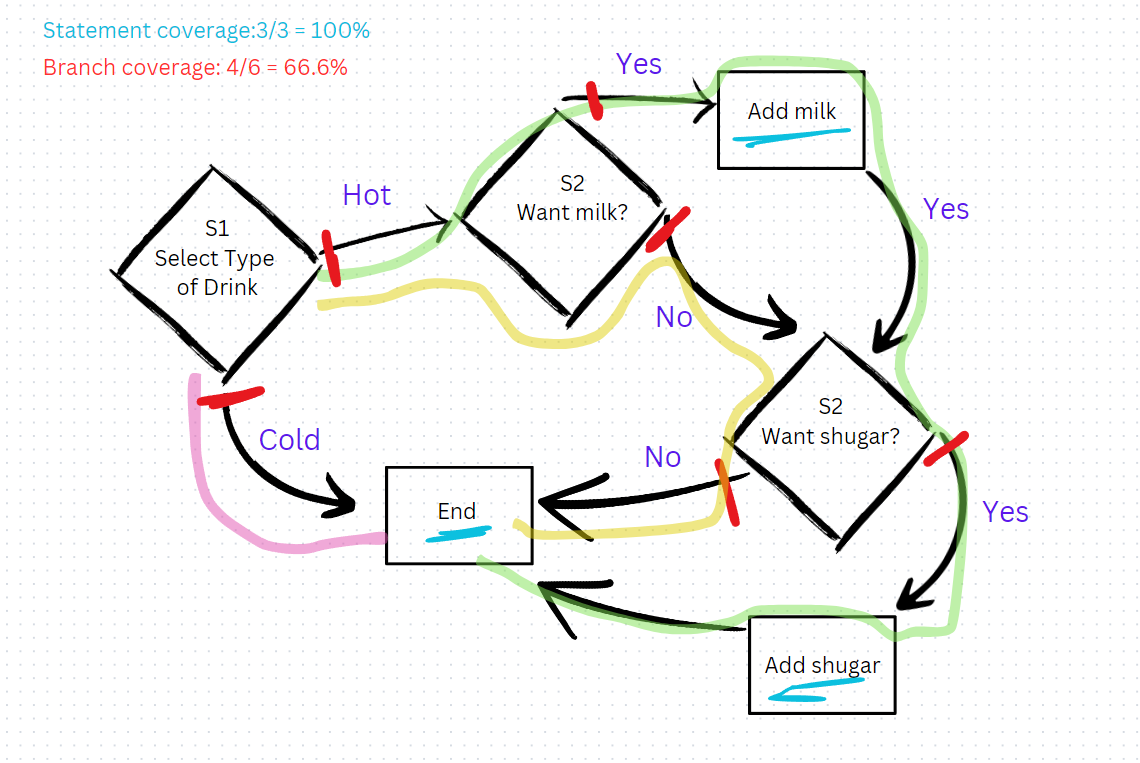 Statement coverage:3/3 = 100%
Branch coverage: 4/6 = 66.6%
Yes
Add milk
Hot
S2
Want milk?
Yes
S1
Select Type
of Drink
No
S2
Want shugar?
Cold
No
End
Yes
Add shugar